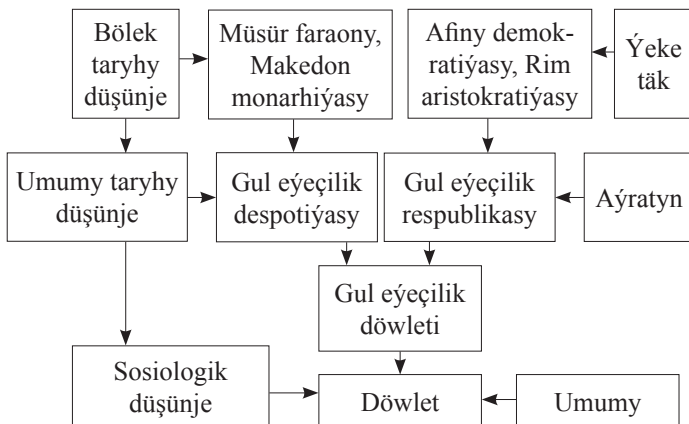 Bölek
taryhy
düşünje
Müsür faraony,
Makedon
monarhiýasy
Afiny demok-
ratiýasy, Rim
aristokratiýasy
Ýeke
täk
Umumy taryhy
düşünje
Gul eýeçilik
despotiýasy
Gul eýeçilik
respublikasy
Aýratyn
Gul eýeçilik
döwleti
Sosiologik
düşünje
Döwlet
Umumy